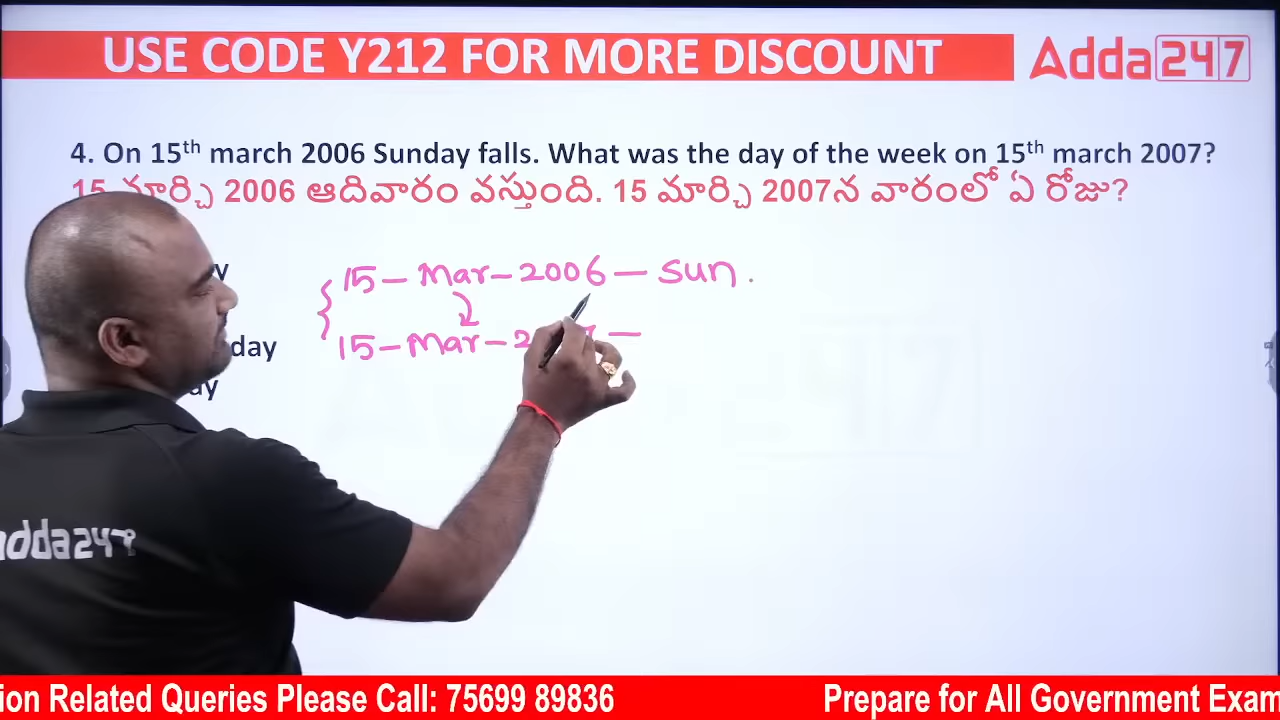 USE CODE Y212 FOR MORE DISCOUNT
Adda247
4. On 15th march 2006 Sunday falls. What was the day of the week on 15th march 2007?
15 మార్చి 2006 ఆదివారం వస్తుంది. 15 మార్చి 2007న వారంలో ఏ రోజు?
15 - Mar - 2006 - Sun
15 - Mar -
adda247
ion Related Queries Please Call: 75699 89836
Prepare for All Government Exam